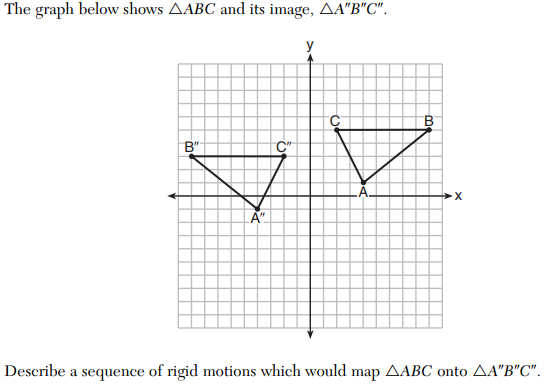 The graph below shows △ABC and its image, △A″B″C″.
y
C B
B″ C″
A x
A″
Describe a sequence of rigid motions which would map △ABC onto △A″B″C″.